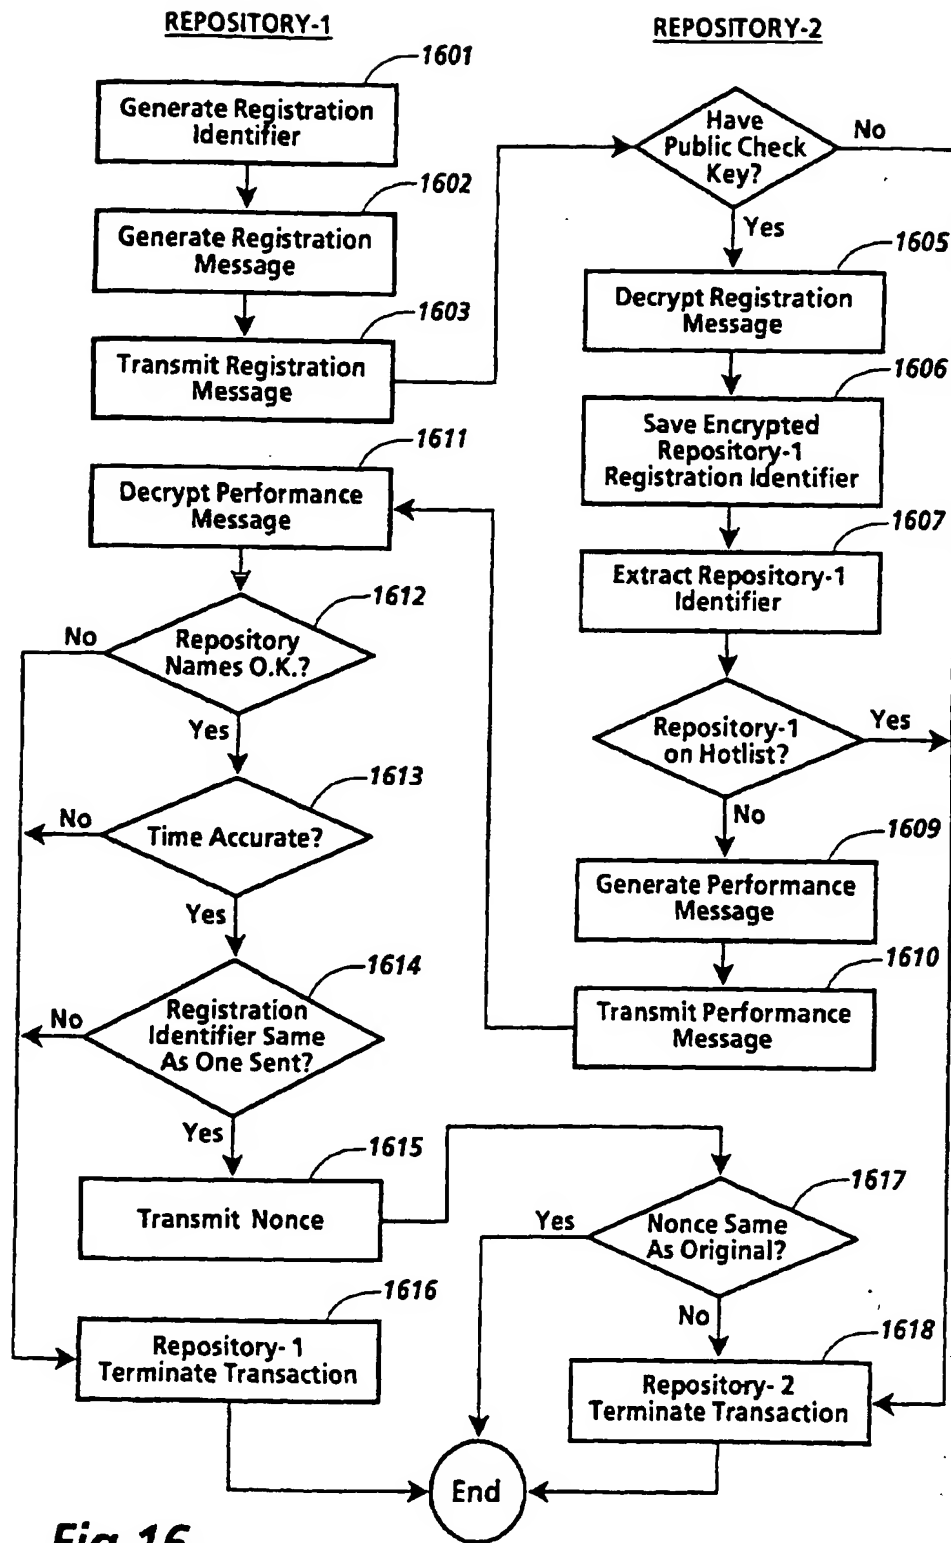 REPOSITORY-1
REPOSITORY-2
1601
Generate Registration
Identifier
Have
Public Check
Key?
No
Yes
1602
Generate Registration
Message
1603
Transmit Registration
Message
1605
Decrypt Registration
Message
1606
Save Encrypted
Repository-1
Registration Identifier
1607
Extract Repository-1
Identifier
Repository-1
on Hotlist?
Yes
No
1609
Generate Performance
Message
1610
Transmit Performance
Message
1611
Decrypt Performance
Message
1612
Repository
Names O.K.?
No
Yes
1613
Time Accurate?
No
Yes
1614
Registration
Identifier Same
As One Sent?
No
Yes
1615
Transmit Nonce
1617
Nonce Same
As Original?
Yes
No
1616
Repository- 1
Terminate Transaction
1618
Repository- 2
Terminate Transaction
End
Fig.16